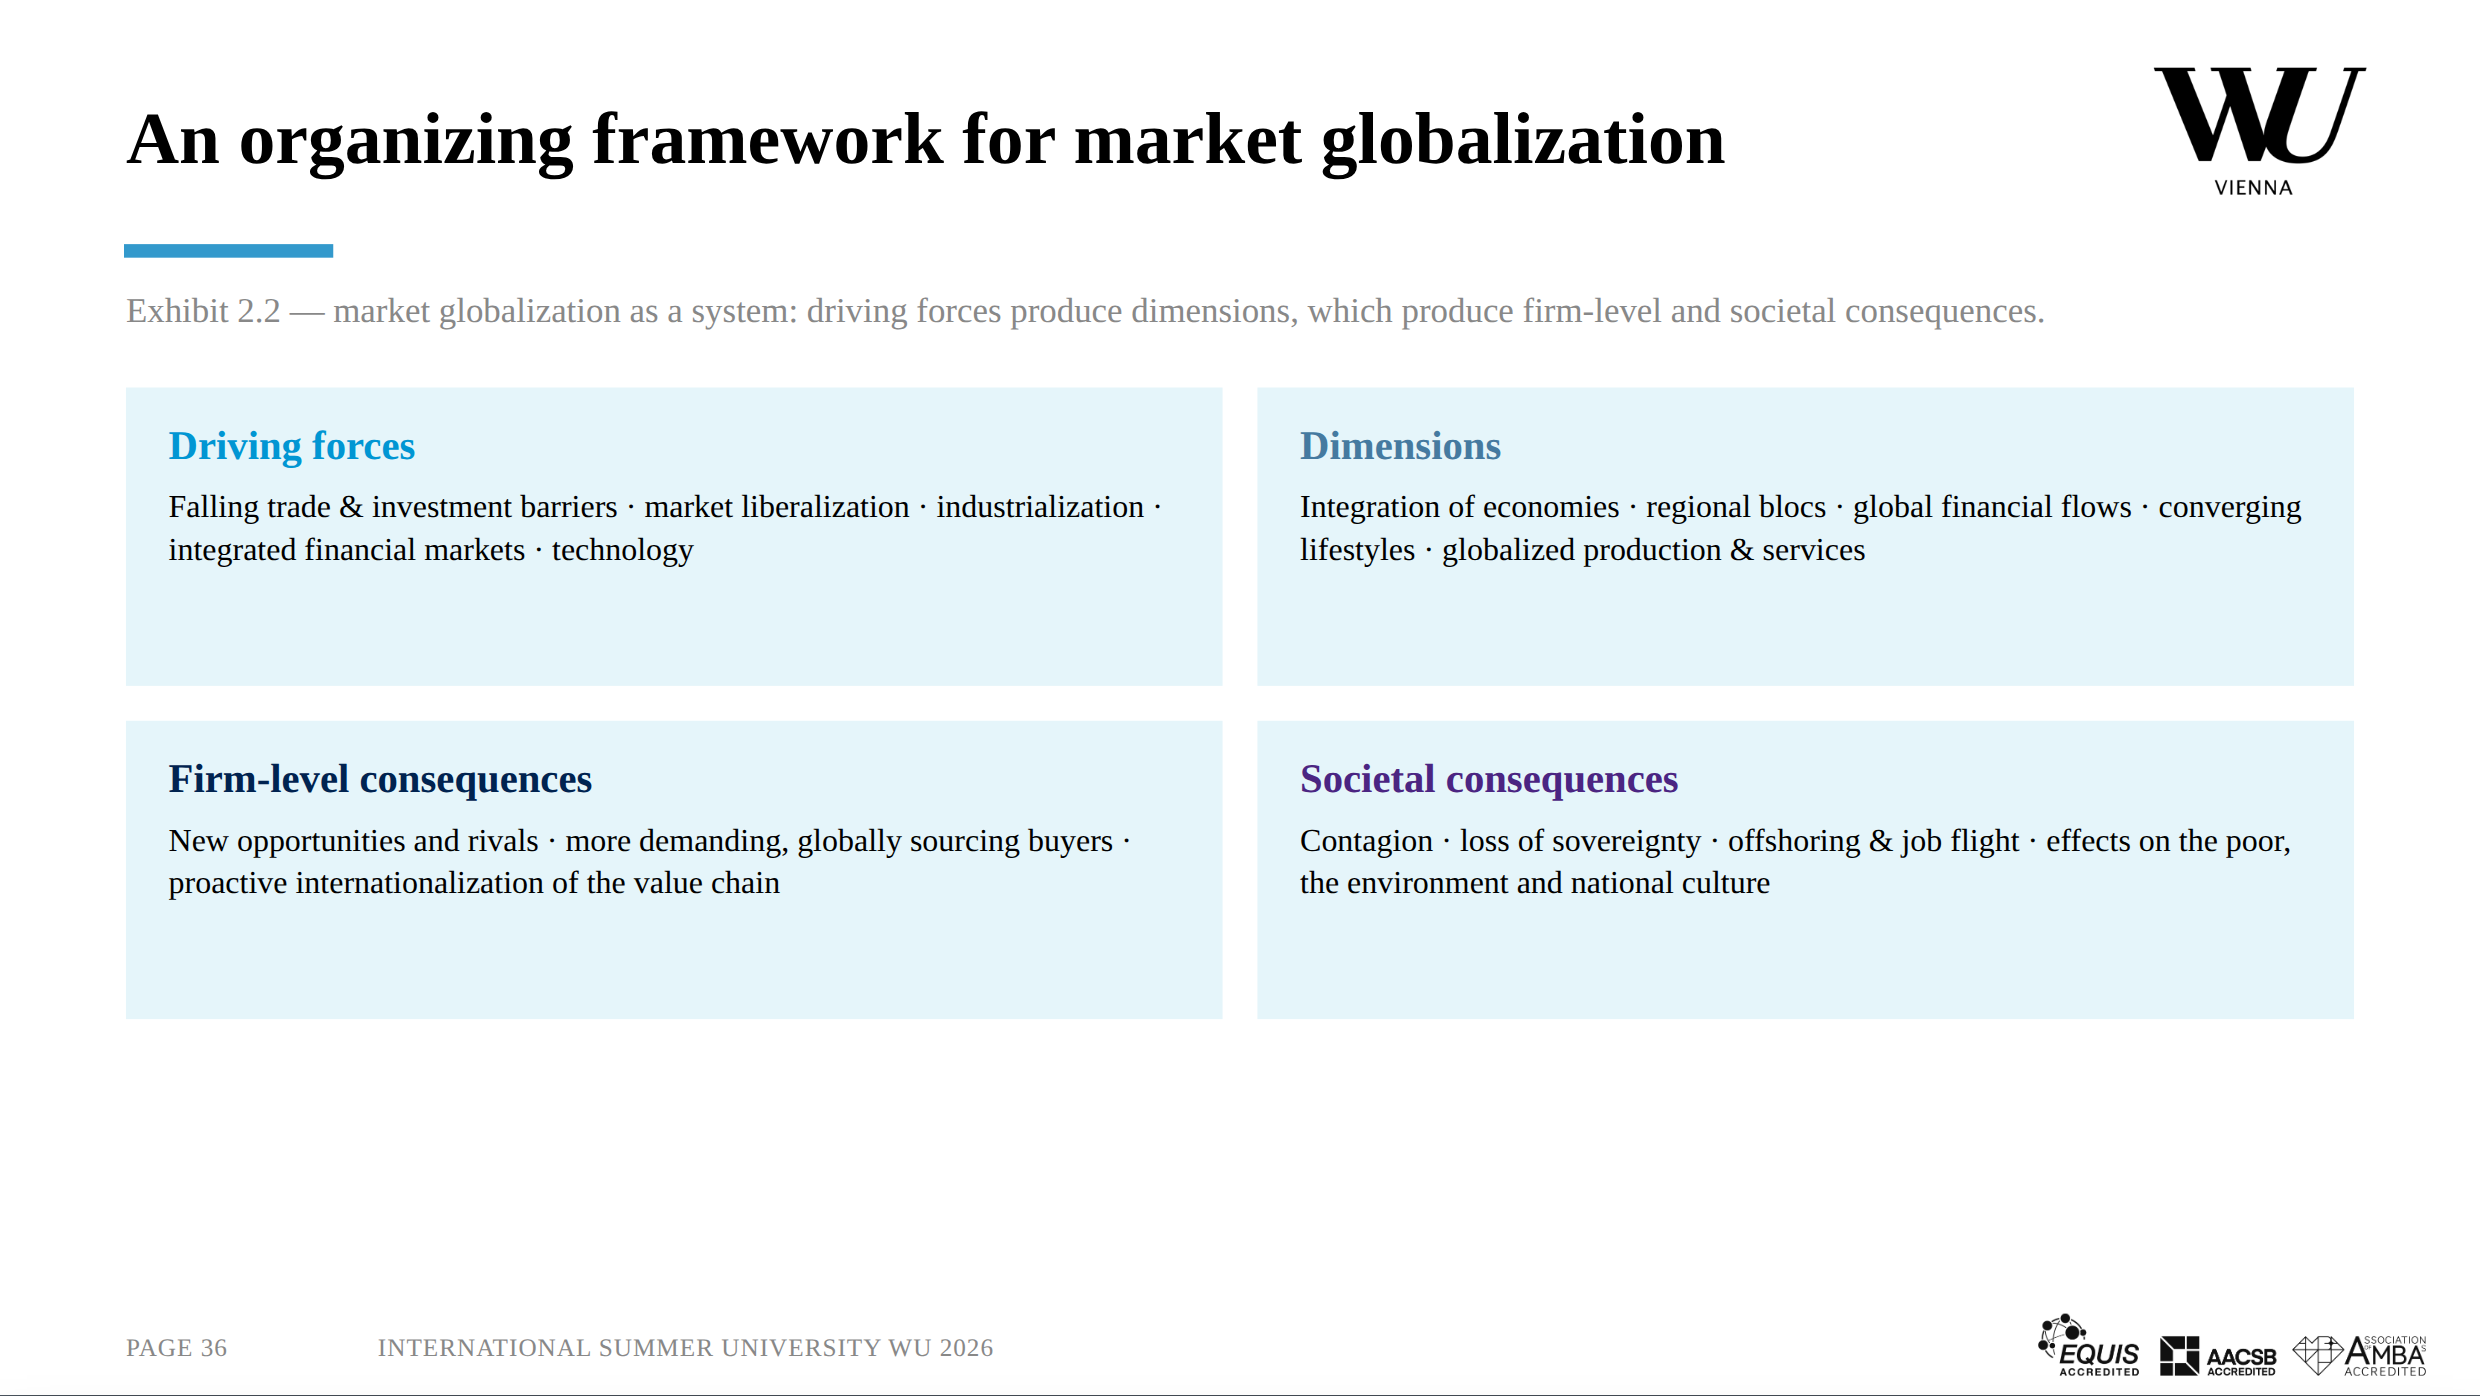 An organizing framework for market globalization
WU
VIENNA
Exhibit 2.2 — market globalization as a system: driving forces produce dimensions, which produce firm-level and societal consequences.
Driving forces
Falling trade & investment barriers · market liberalization · industrialization ·
integrated financial markets · technology
Dimensions
Integration of economies · regional blocs · global financial flows · converging
lifestyles · globalized production & services
Firm-level consequences
New opportunities and rivals · more demanding, globally sourcing buyers ·
proactive internationalization of the value chain
Societal consequences
Contagion · loss of sovereignty · offshoring & job flight · effects on the poor,
the environment and national culture
PAGE 36
INTERNATIONAL SUMMER UNIVERSITY WU 2026
EQUIS
ACCREDITED
AACSB
ACCREDITED
ASSOCIATION
OF
AMBAS
ACCREDITED